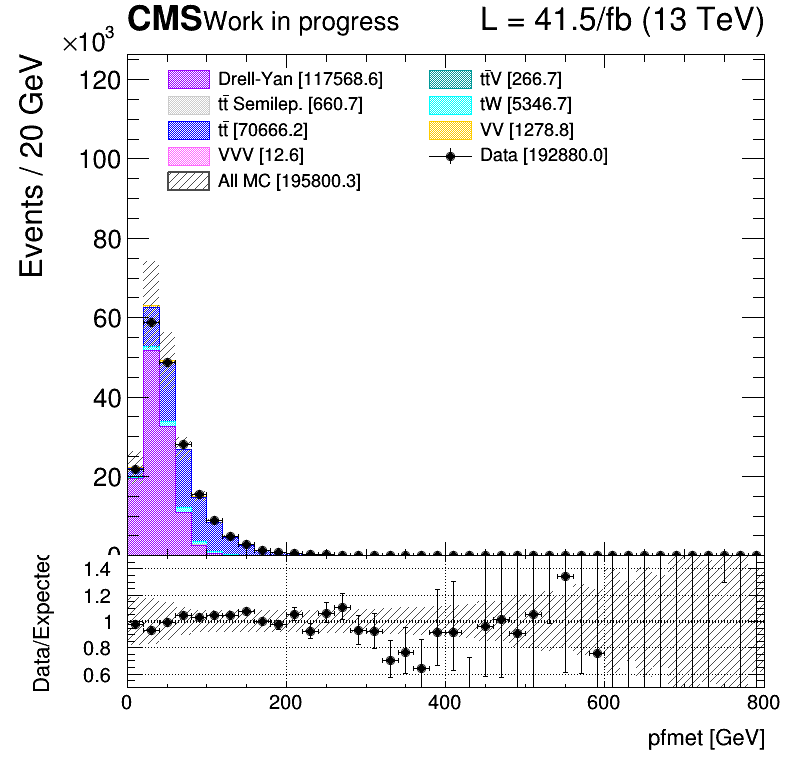 CMS Work in progress L = 41.5/fb (13 TeV)
×10³
Events / 20 GeV
120
100
80
60
40
20
0
Drell-Yan [117568.6]
tt̄ Semilep. [660.7]
tt̄ [70666.2]
VVV [12.6]
All MC [195800.3]
tt̄V [266.7]
tW [5346.7]
VV [1278.8]
Data [192880.0]
Data/Expected
1.4
1.2
1
0.8
0.6
0 200 400 600 800
pfmet [GeV]